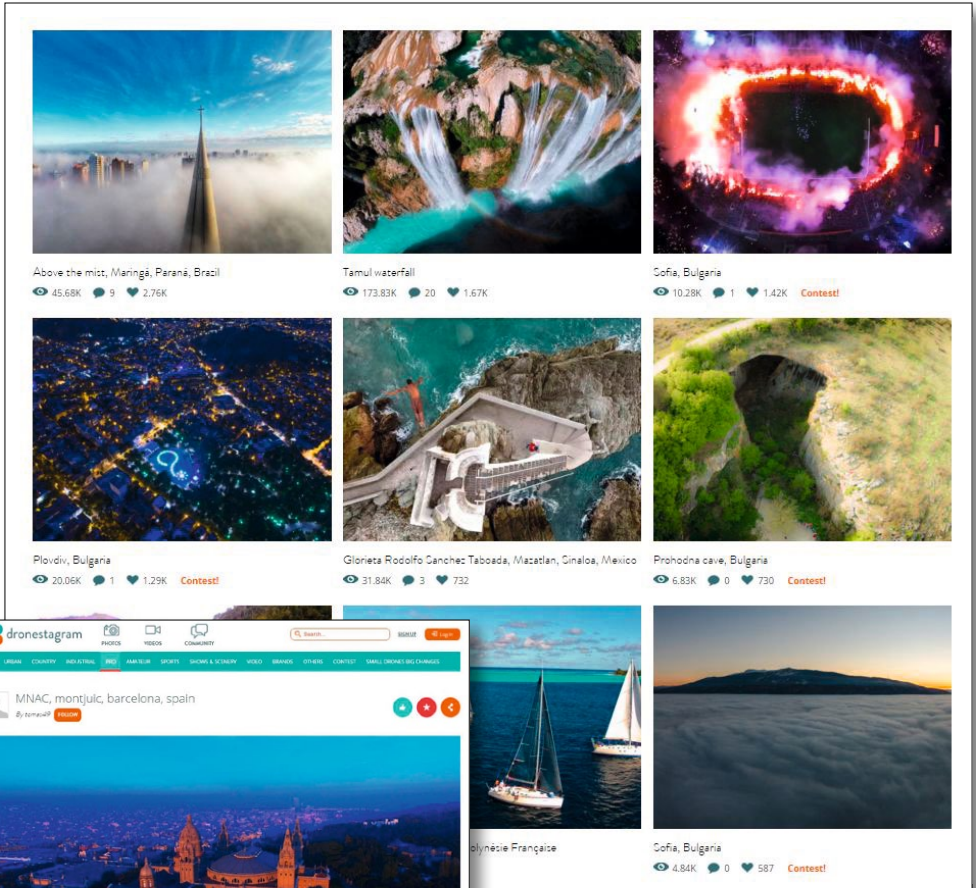 Above the mist, Maringá, Paraná, Brazil
45.68K 9 2.76K
Tamul waterfall
173.83K 20 1.67K
Sofia, Bulgaria
10.28K 1 1.42K Contest!
Plovdiv, Bulgaria
20.06K 1 1.29K Contest!
Glorieta Rodolfo Sanchez Taboada, Mazatlan, Sinaloa, Mexico
31.84K 3 732
Prohodna cave, Bulgaria
6.83K 0 730 Contest!
dronestagram
PHOTOS VIDEOS COMMUNITY
Search... SIGN UP Login
URBAN COUNTRY INDUSTRIAL PRO AMATEUR SPORTS SHOWS & SCENERY VIDEO BRANDS OTHERS CONTEST SMALL DRONES BIG CHANGES
MNAC, montjuic, barcelona, spain
By FOLLOW
olynésie Française
Sofia, Bulgaria
4.84K 0 587 Contest!